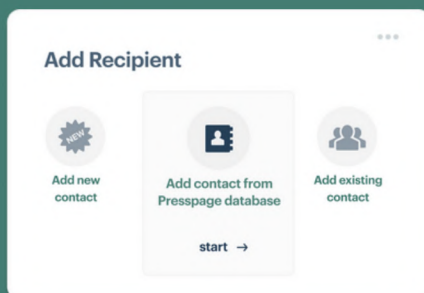 Add Recipient
NEW
Add new
contact
Add contact from
Presspage database
start →
Add existing
contact